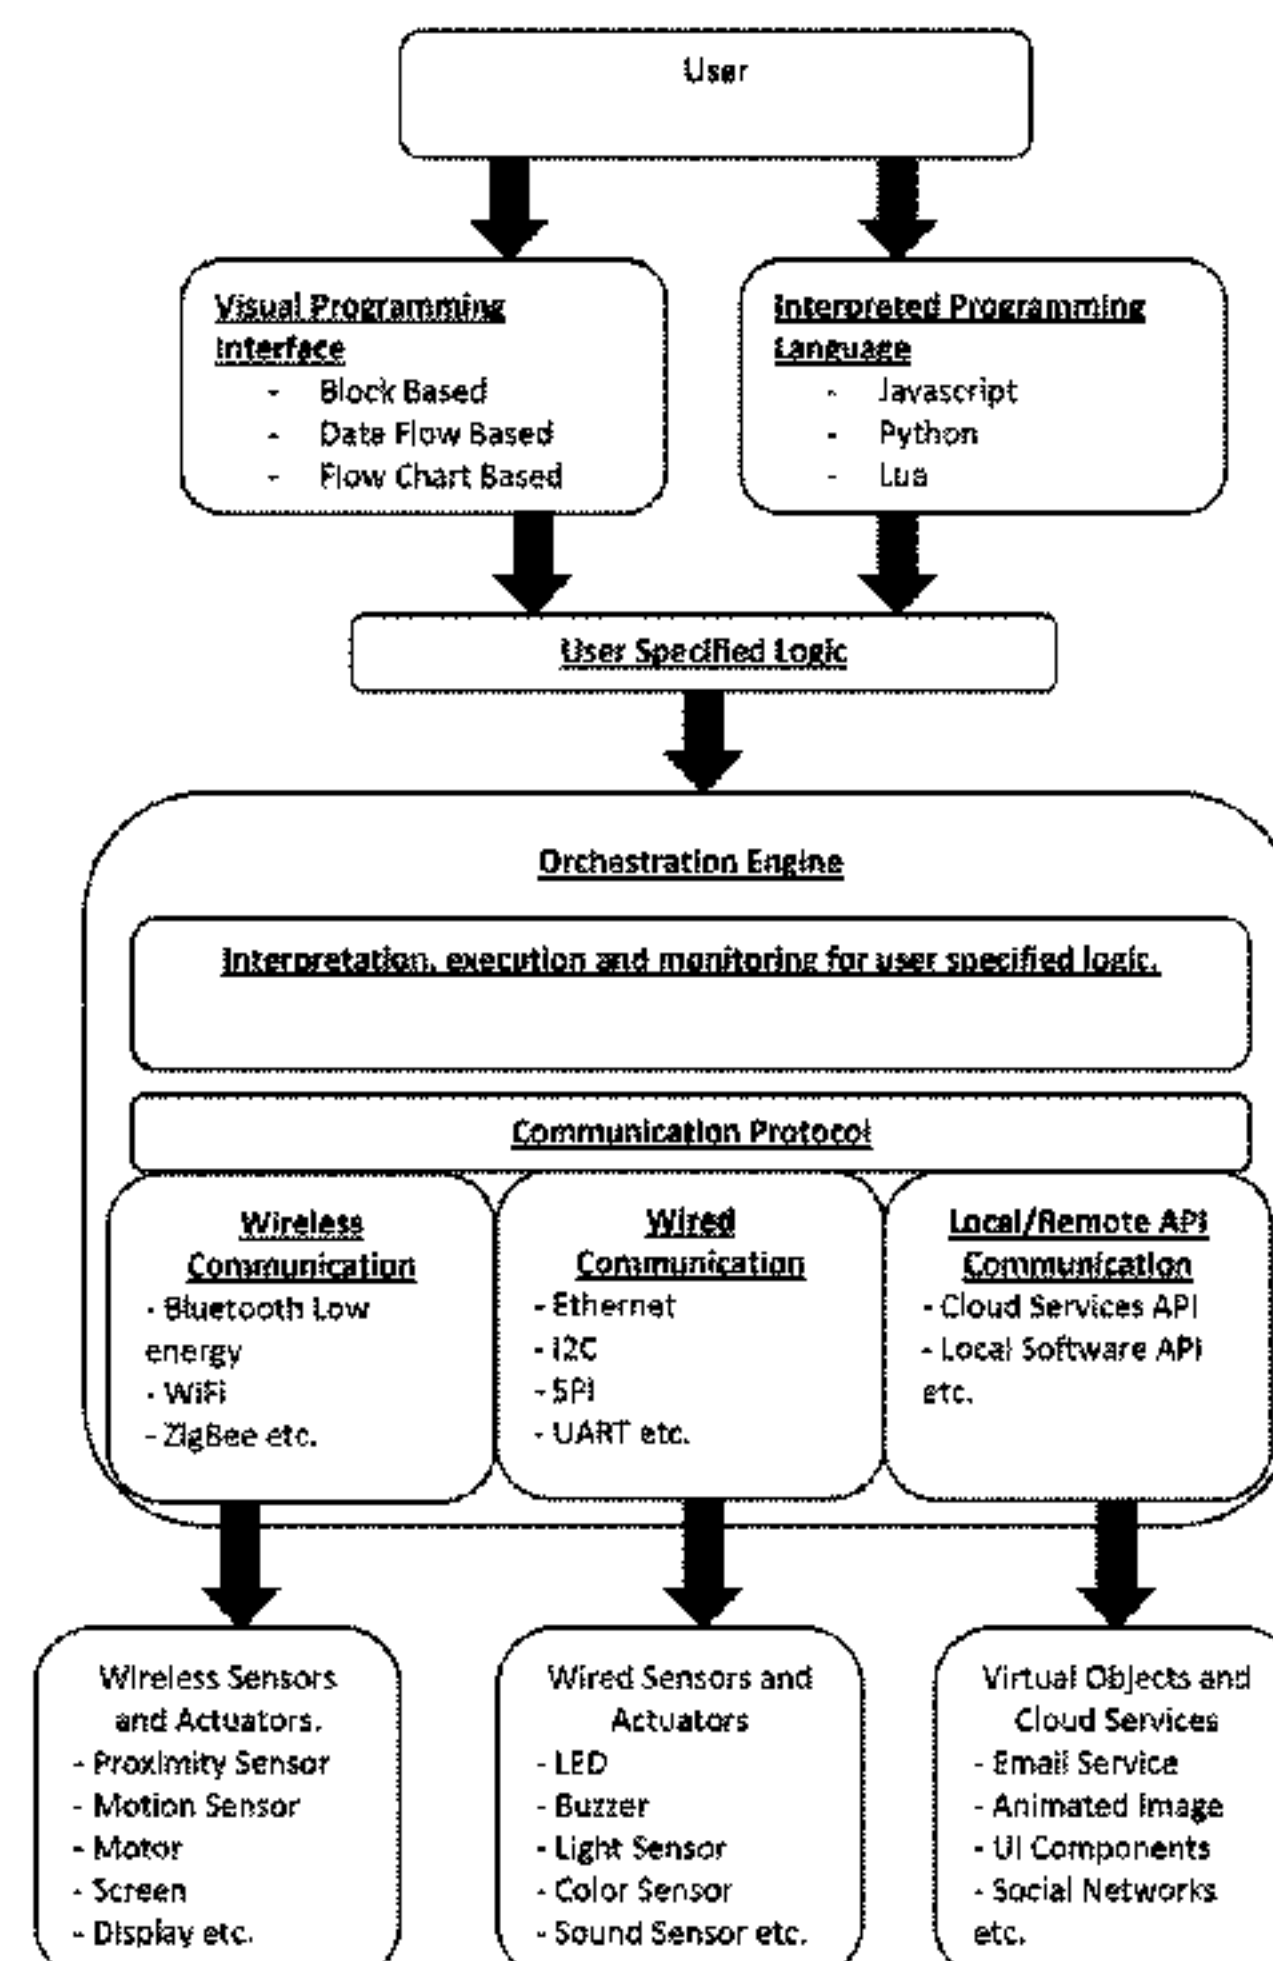 User
Visual Programming
Interface
- Block Based
- Date Flow Based
- Flow Chart Based
Interpreted Programming
Language
- Javascript
- Python
- Lua
User Specified Logic
Orchestration Engine
Interpretation, execution and monitoring for user specified logic.
Communication Protocol
Wireless
Communication
- Bluetooth Low
energy
- WiFi
- ZigBee etc.
Wired
Communication
- Ethernet
- I2C
- SPI
- UART etc.
Local/Remote API
Communication
- Cloud Services API
- Local Software API
etc.
Wireless Sensors
and Actuators.
- Proximity Sensor
- Motion Sensor
- Motor
- Screen
- Display etc.
Wired Sensors and
Actuators
- LED
- Buzzer
- Light Sensor
- Color Sensor
- Sound Sensor etc.
Virtual Objects and
Cloud Services
- Email Service
- Animated Image
- UI Components
- Social Networks
etc.